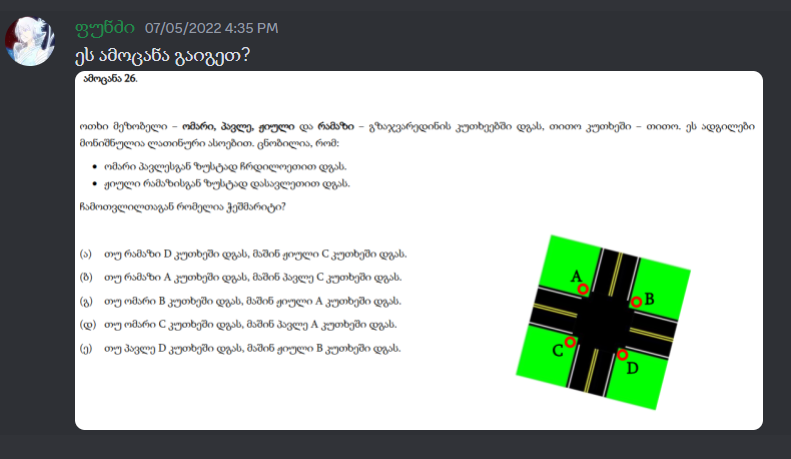 ფუნმი 07/05/2022 4:35 PM
ეს ამოცანა გაიგეთ?
ამოცანა 26.
ოთხი მეზობელი – ომარი, პავლე, ჟიული და რამაზი – გზაჯვარედინის კუთხეებში დგას, თითო კუთხეში – თითო. ეს ადგილები
მონიშნულია ლათინური ასოებით. ცნობილია, რომ:
• ომარი პავლესგან ზუსტად ჩრდილოეთით დგას.
• ჟიული რამაზისგან ზუსტად დასავლეთით დგას.
ჩამოთვლილთაგან რომელია ჭეშმარიტი?
(ა) თუ რამაზი D კუთხეში დგას, მაშინ ჟიული C კუთხეში დგას.
(ბ) თუ რამაზი A კუთხეში დგას, მაშინ პავლე C კუთხეში დგას.
(გ) თუ ომარი B კუთხეში დგას, მაშინ ჟიული A კუთხეში დგას.
(დ) თუ ომარი C კუთხეში დგას, მაშინ პავლე A კუთხეში დგას.
(ე) თუ პავლე D კუთხეში დგას, მაშინ ჟიული B კუთხეში დგას.
A
B
C
D